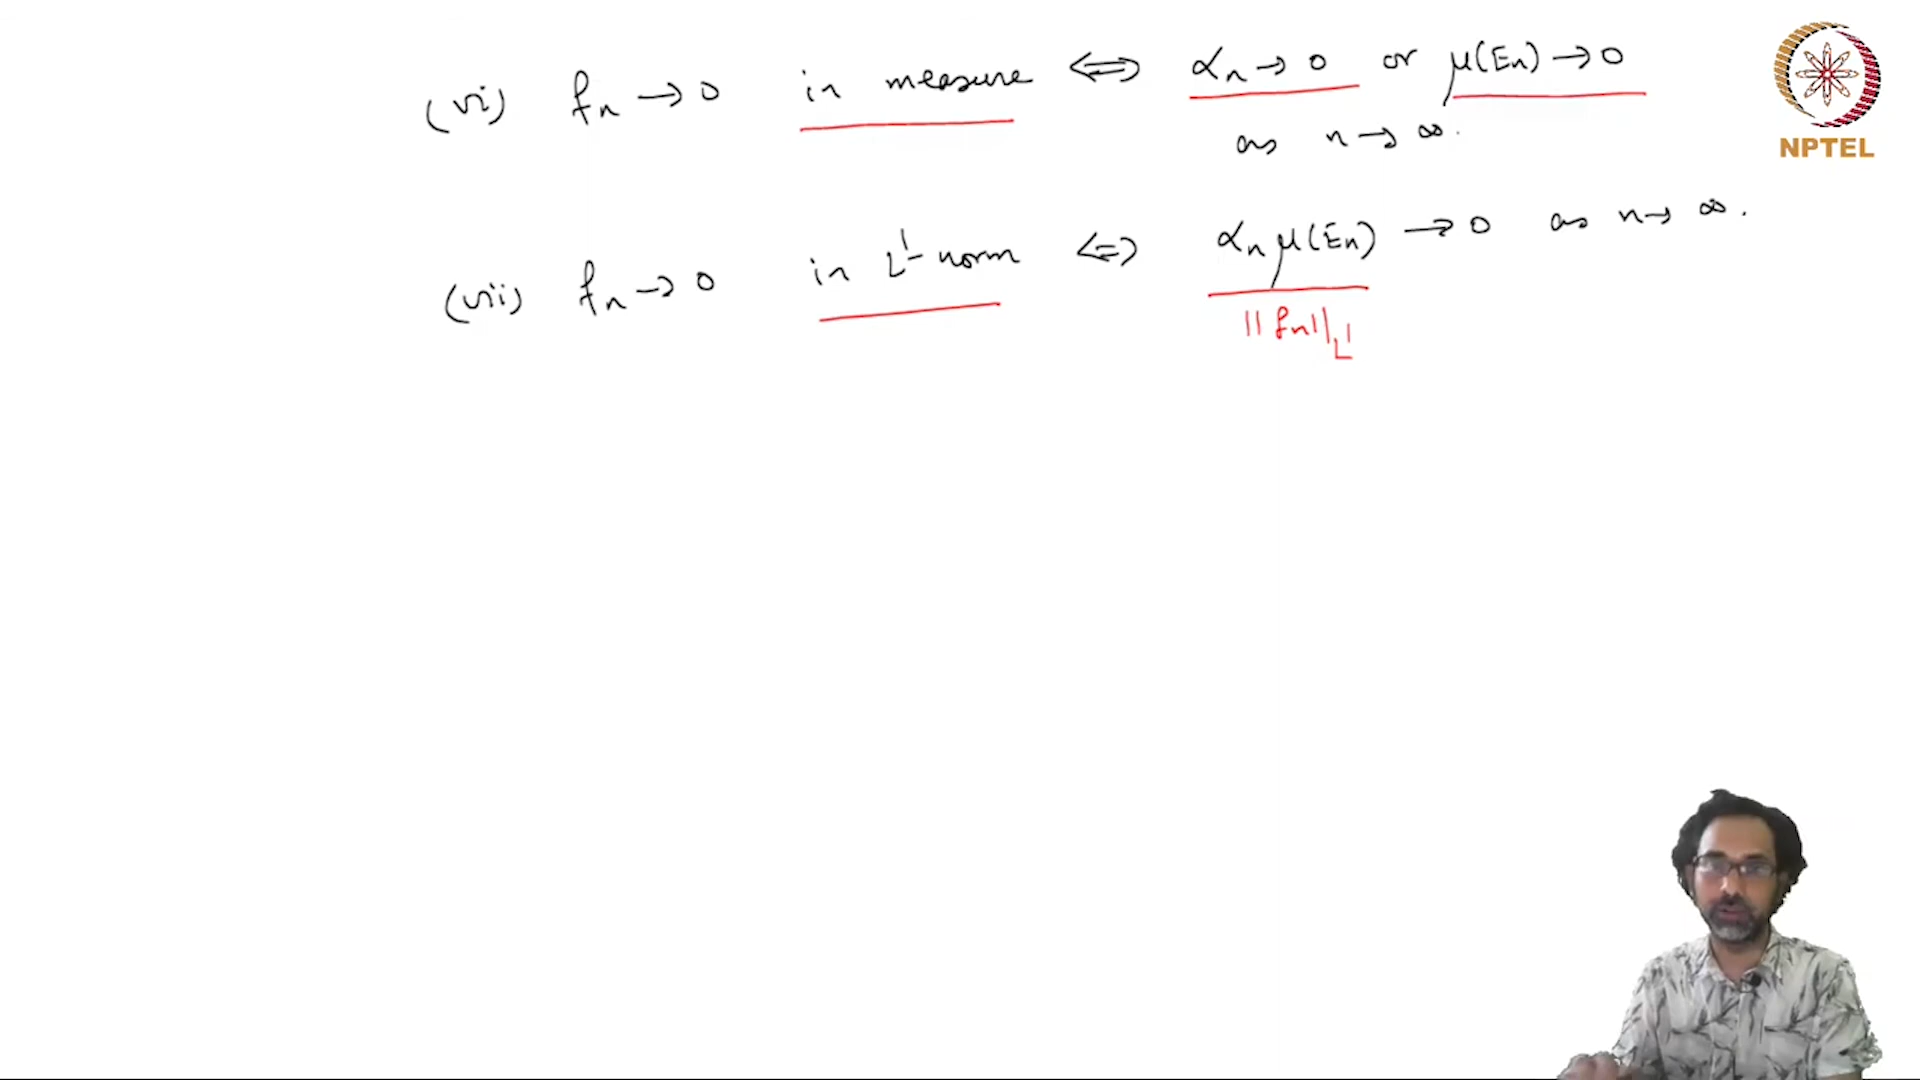 (vi) fn → 0 in measure ⇔ αn → 0 or μ(En) → 0
as n → ∞.
(vii) fn → 0 in L¹-norm ⇔ αn μ(En) → 0 as n → ∞.
||fn||L¹
NPTEL